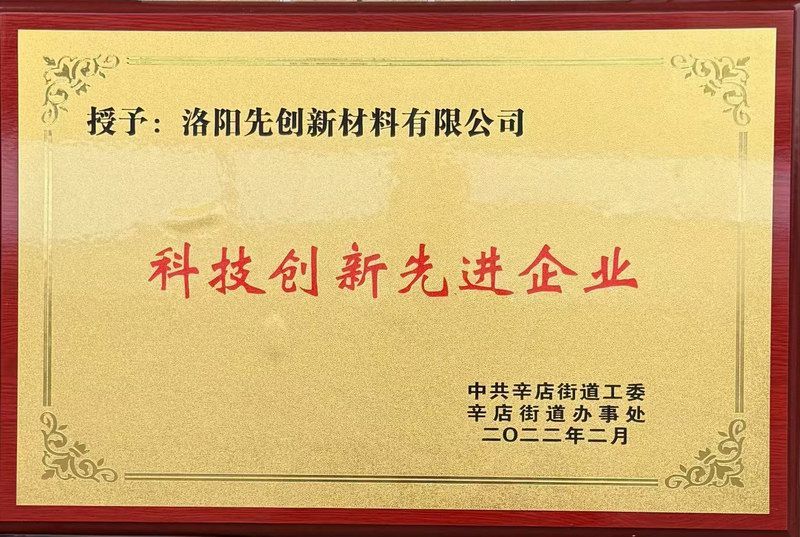 授予：洛阳先创新材料有限公司
科技创新先进企业
中共辛店街道工委
辛店街道办事处
二〇二二年二月